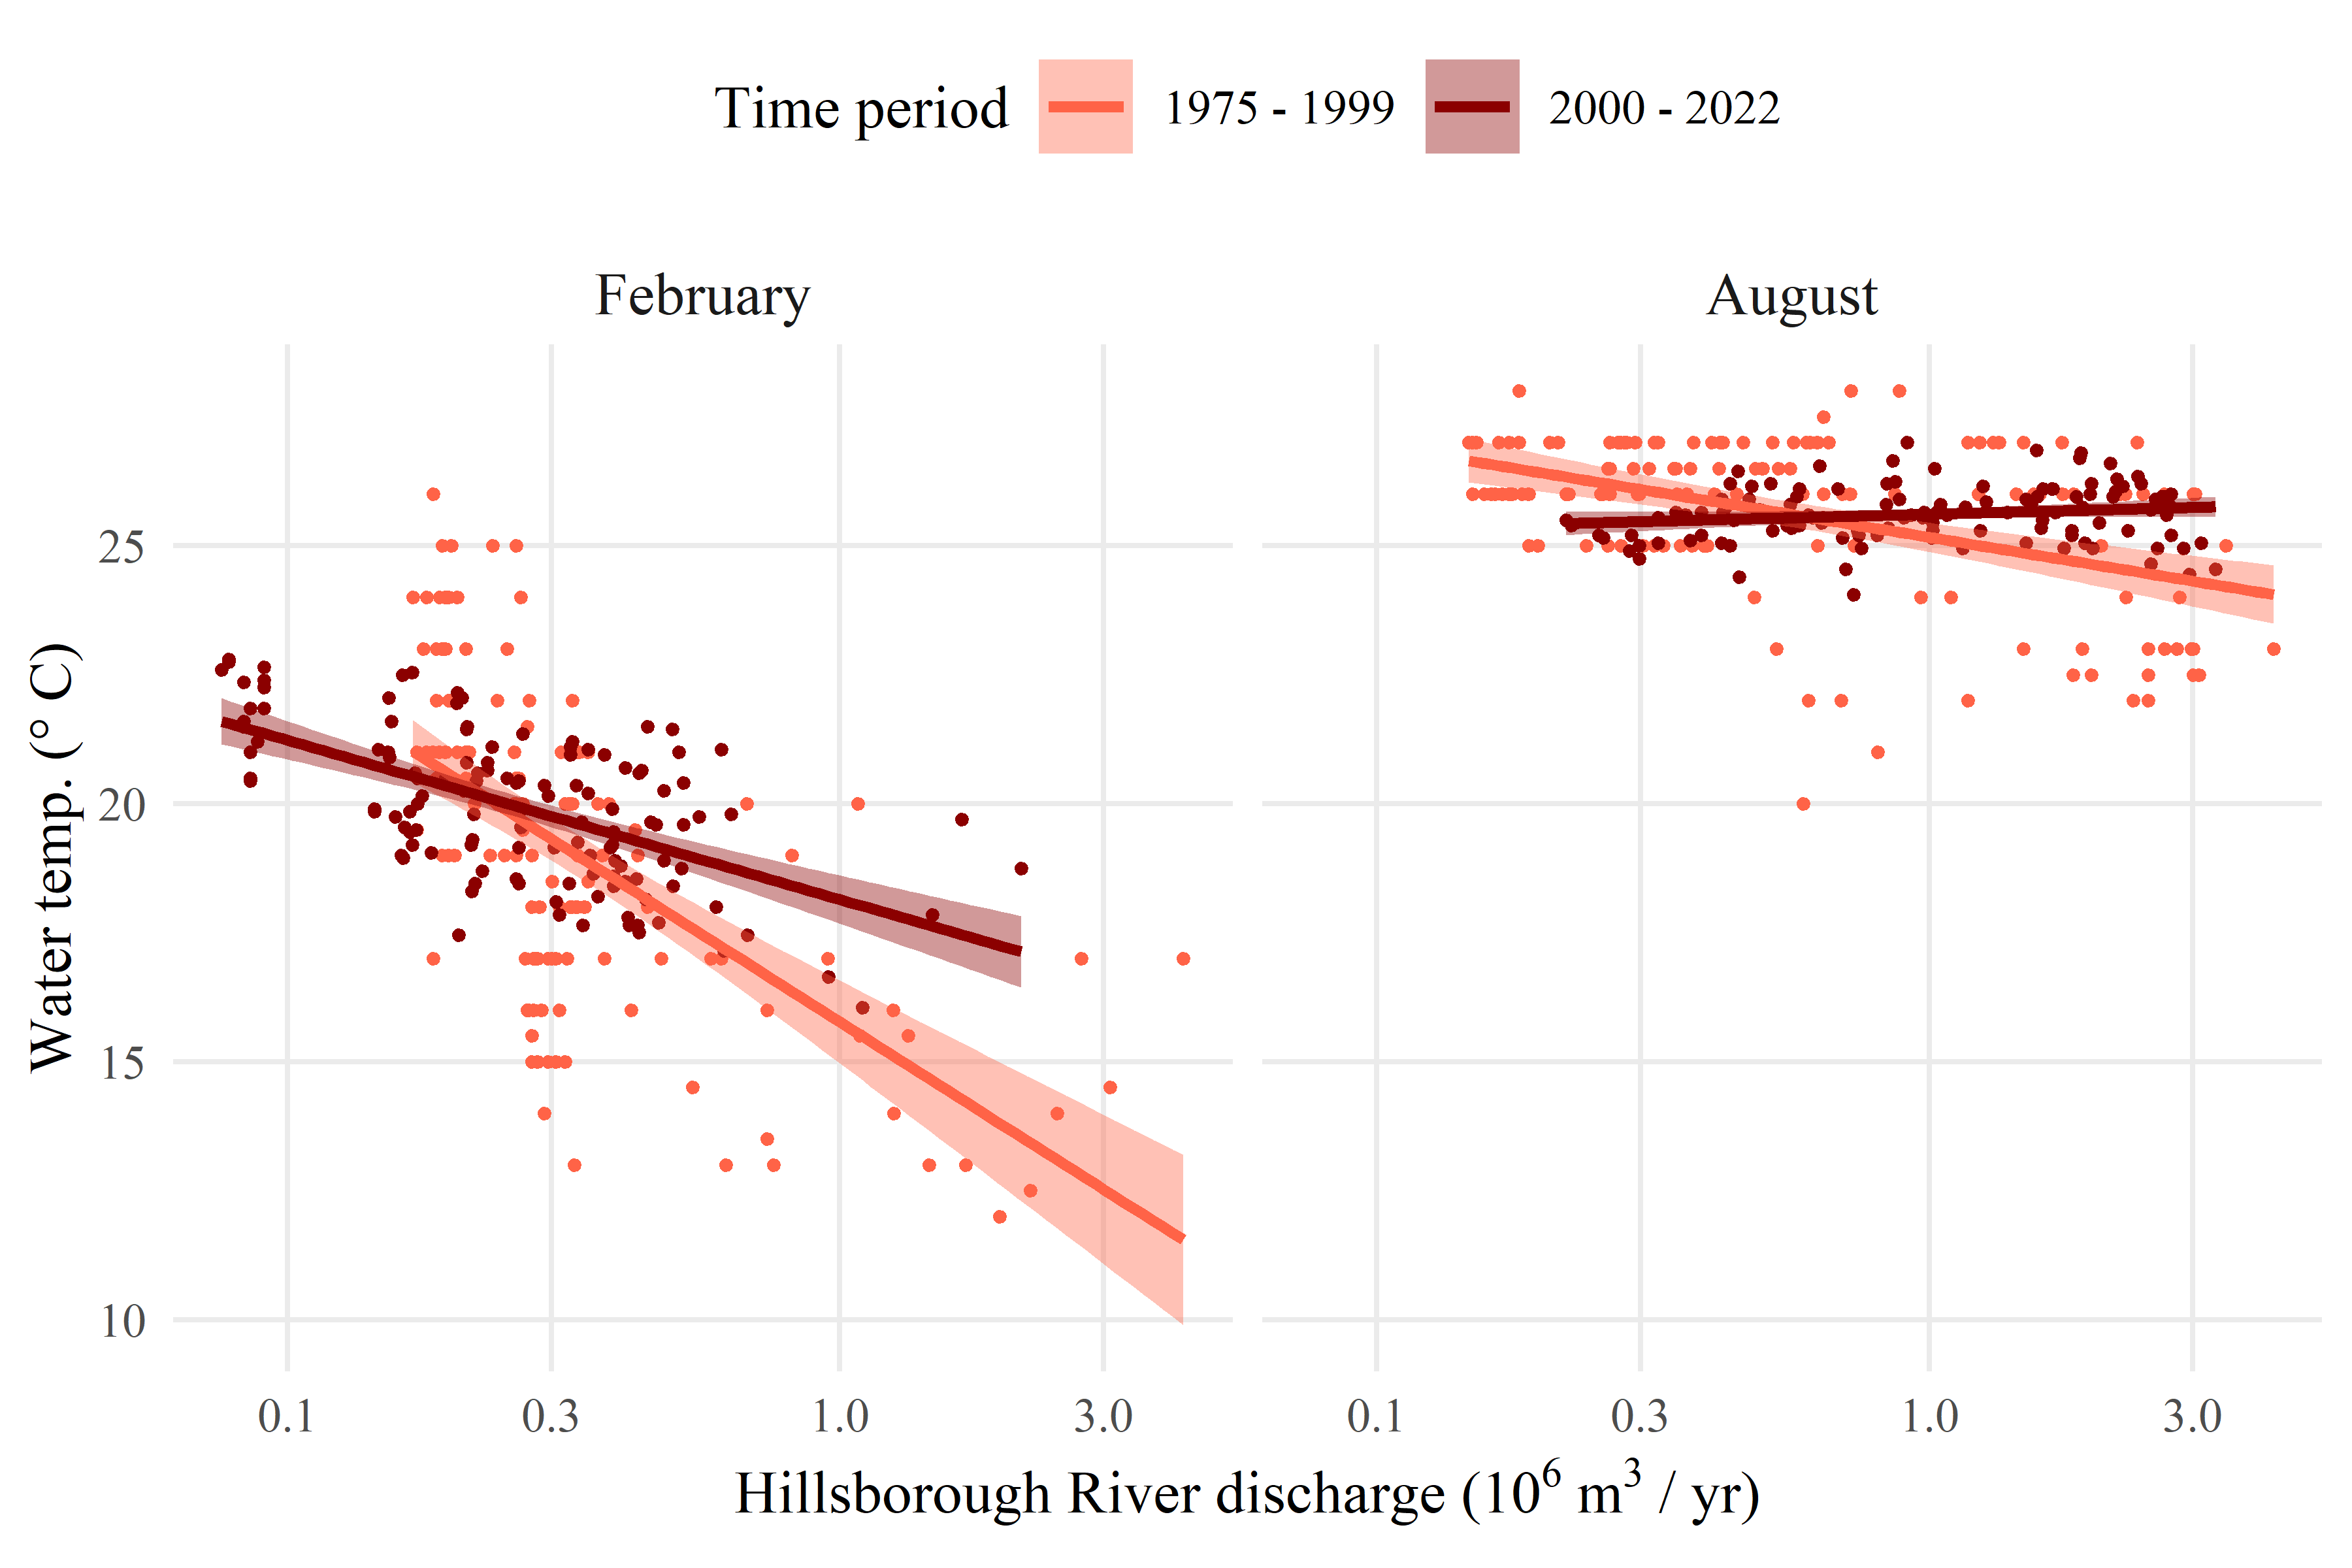 Time period 1975 - 1999 2000 - 2022
February August
Water temp. (° C)
25
20
15
10
0.1 0.3 1.0 3.0 0.1 0.3 1.0 3.0
Hillsborough River discharge (10⁶ m³ / yr)